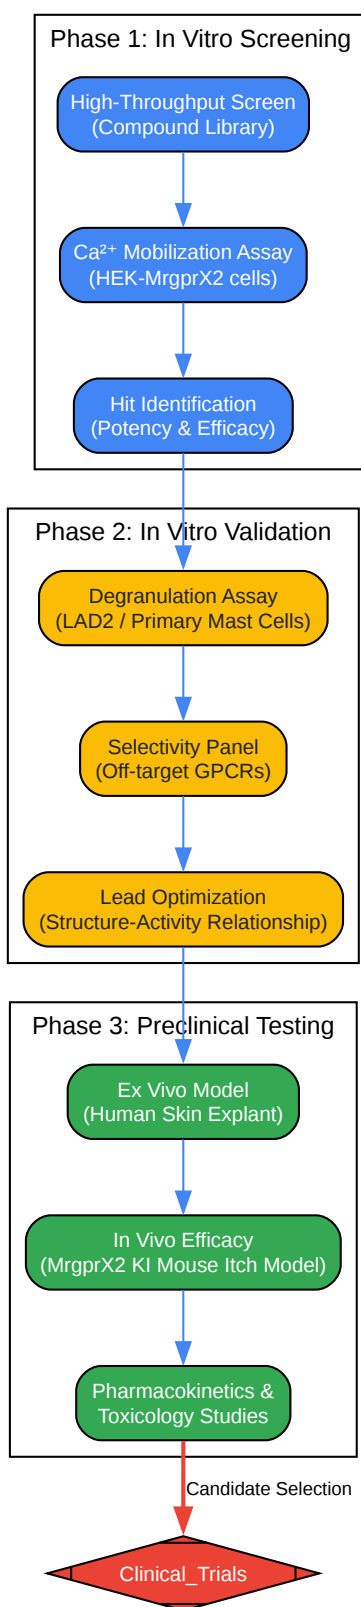 Phase 1: In Vitro Screening
High-Throughput Screen
(Compound Library)
Ca²⁺ Mobilization Assay
(HEK-MrgprX2 cells)
Hit Identification
(Potency & Efficacy)
Phase 2: In Vitro Validation
Degranulation Assay
(LAD2 / Primary Mast Cells)
Selectivity Panel
(Off-target GPCRs)
Lead Optimization
(Structure-Activity Relationship)
Phase 3: Preclinical Testing
Ex Vivo Model
(Human Skin Explant)
In Vivo Efficacy
(MrgprX2 KI Mouse Itch Model)
Pharmacokinetics &
Toxicology Studies
Candidate Selection
Clinical_Trials